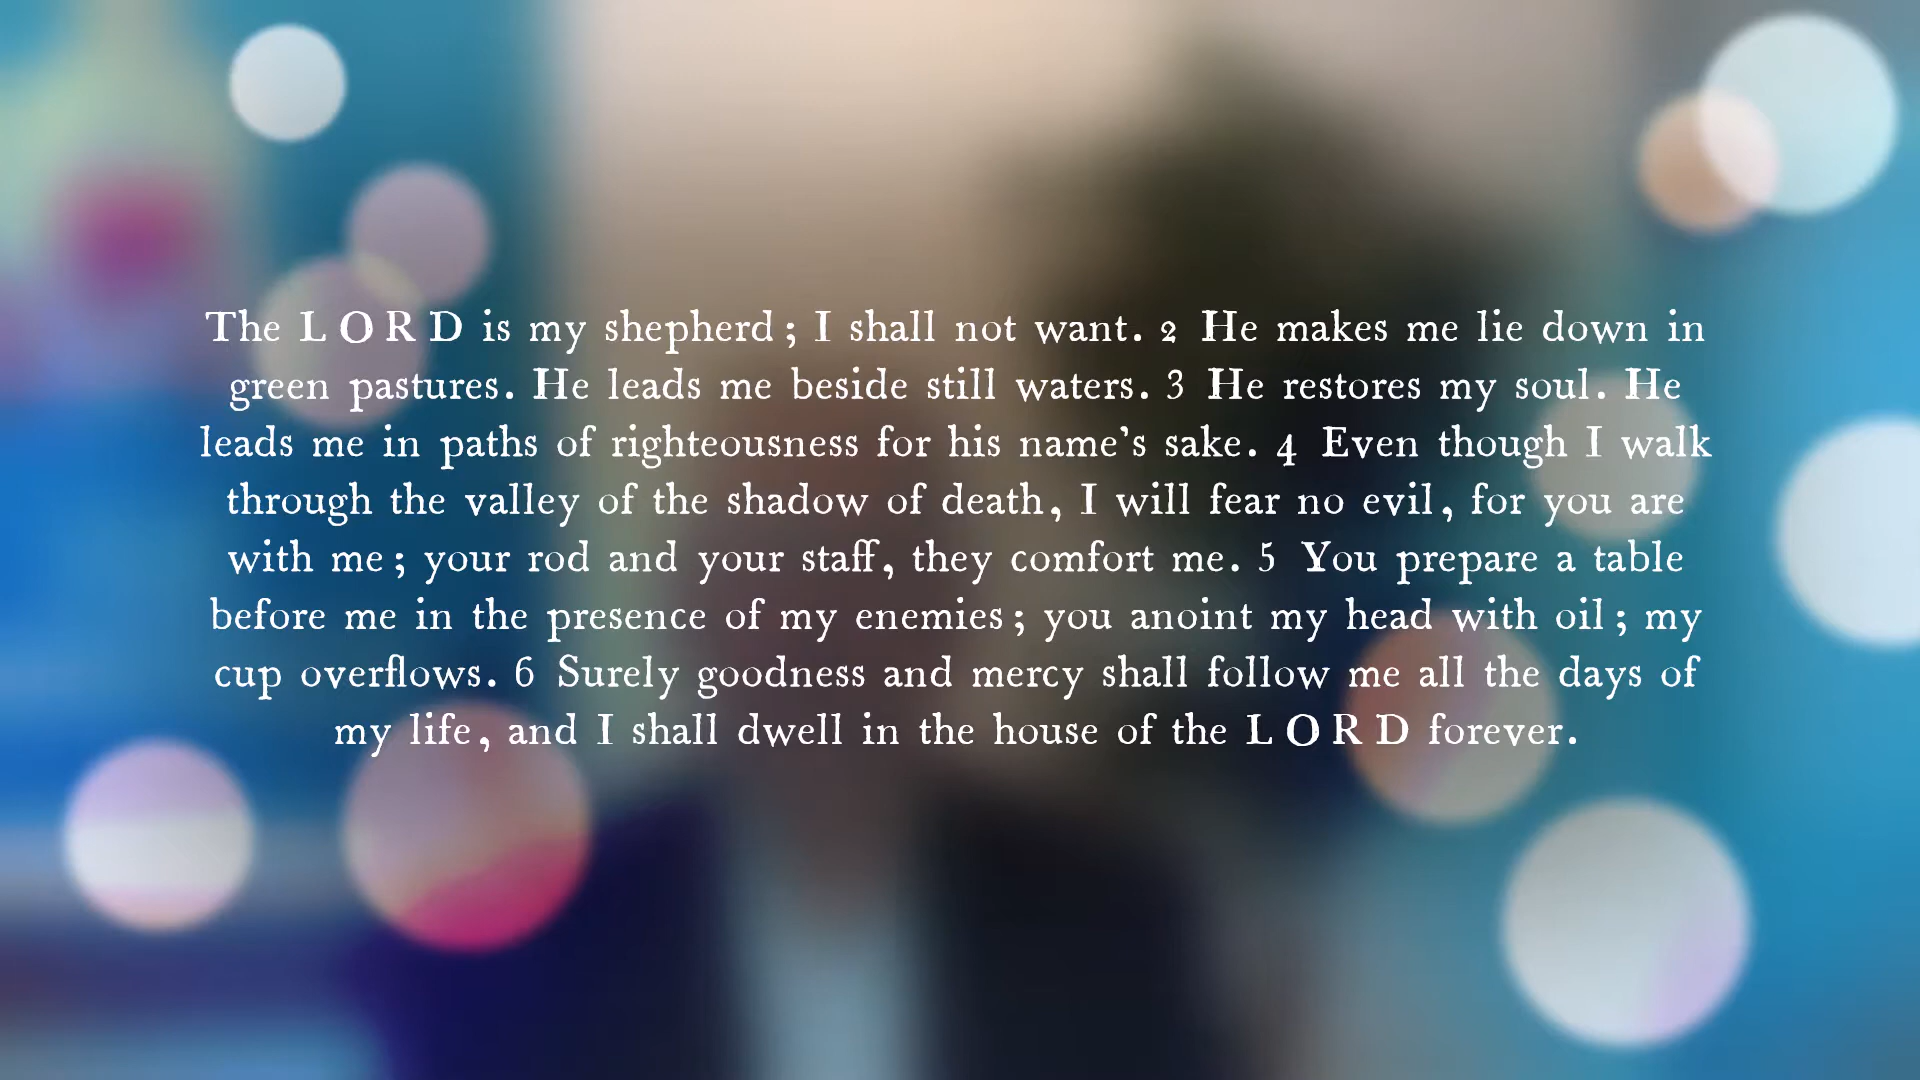 The L O R D is my shepherd; I shall not want. 2 He makes me lie down in
green pastures. He leads me beside still waters. 3 He restores my soul. He
leads me in paths of righteousness for his name’s sake. 4 Even though I walk
through the valley of the shadow of death, I will fear no evil, for you are
with me; your rod and your staff, they comfort me. 5 You prepare a table
before me in the presence of my enemies; you anoint my head with oil; my
cup overflows. 6 Surely goodness and mercy shall follow me all the days of
my life, and I shall dwell in the house of the L O R D forever.